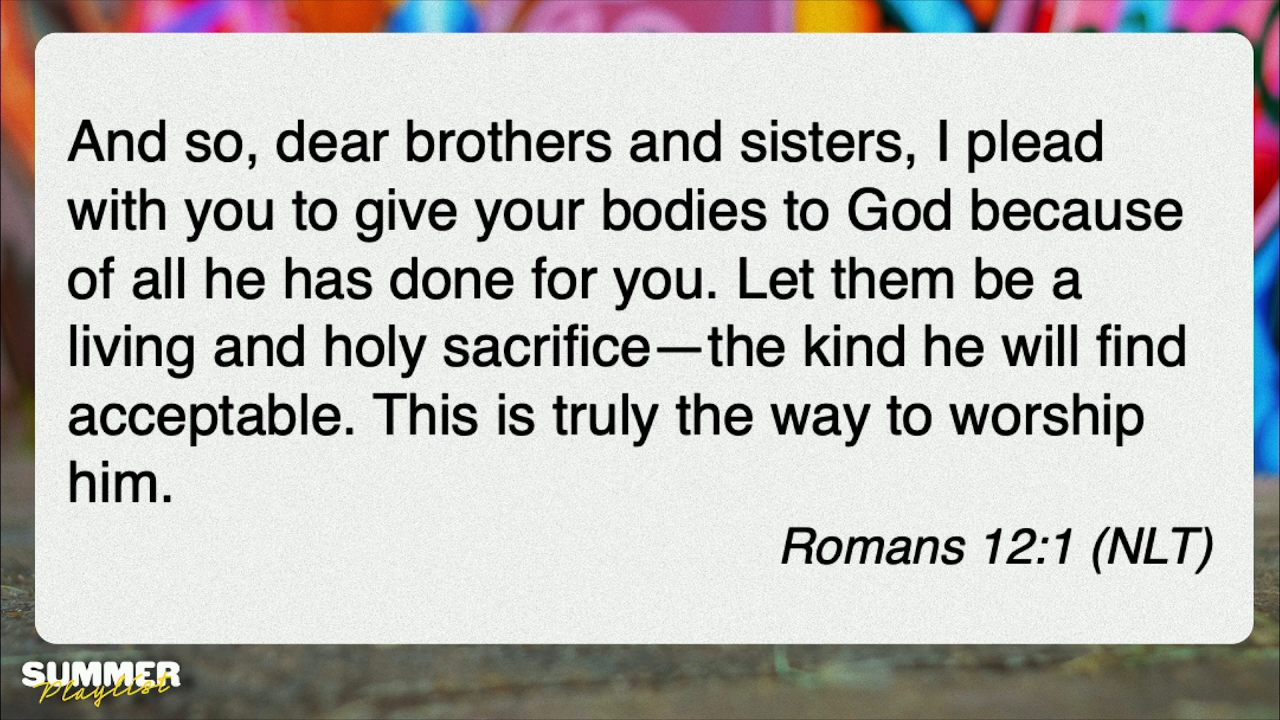 And so, dear brothers and sisters, I plead
with you to give your bodies to God because
of all he has done for you. Let them be a
living and holy sacrifice—the kind he will find
acceptable. This is truly the way to worship
him.
Romans 12:1 (NLT)
SUMMER
Playlist